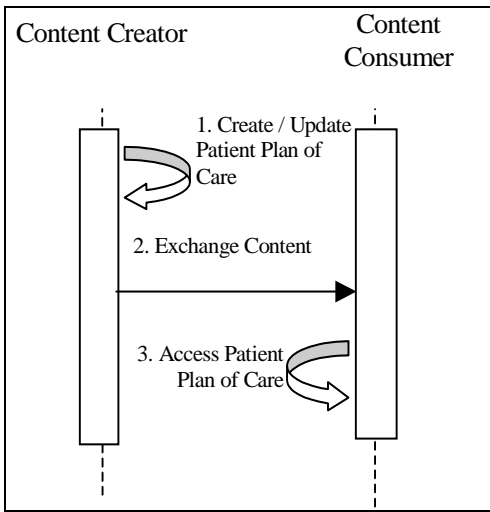 Content Creator
Content
Consumer
1. Create / Update
Patient Plan of
Care
2. Exchange Content
3. Access Patient
Plan of Care